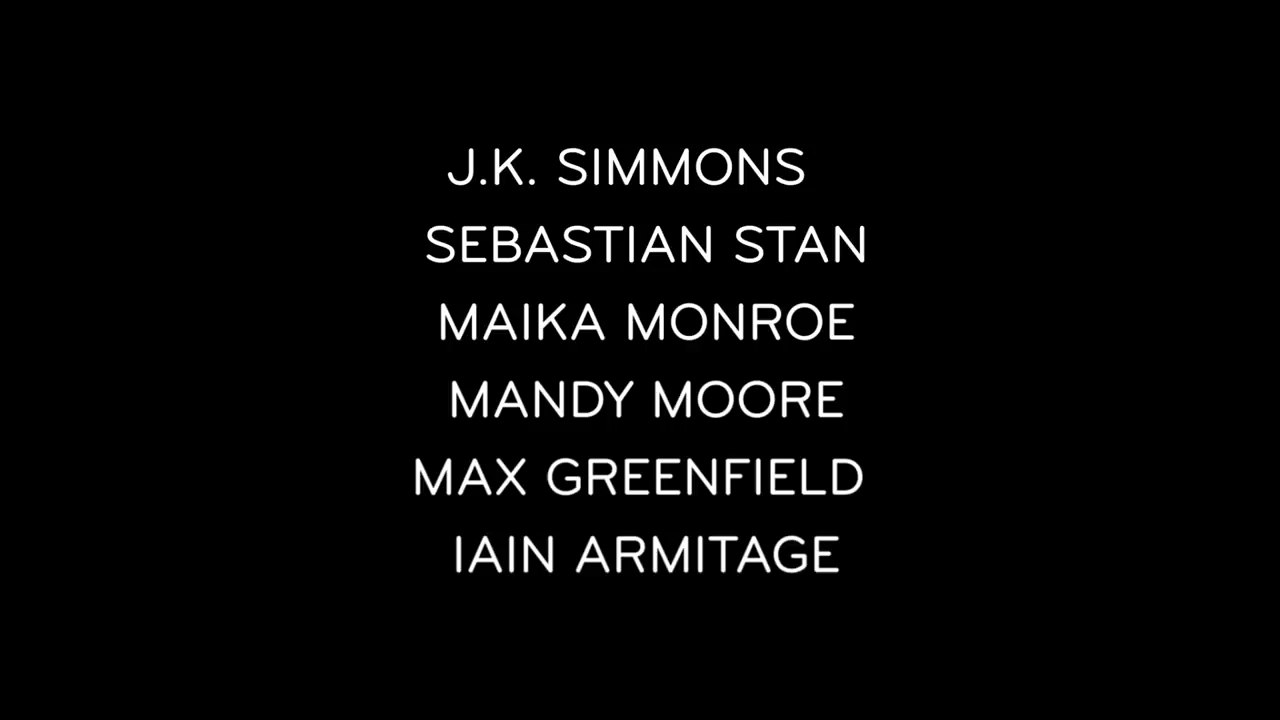 J.K. SIMMONS
SEBASTIAN STAN
MAIKA MONROE
MANDY MOORE
MAX GREENFIELD
IAIN ARMITAGE